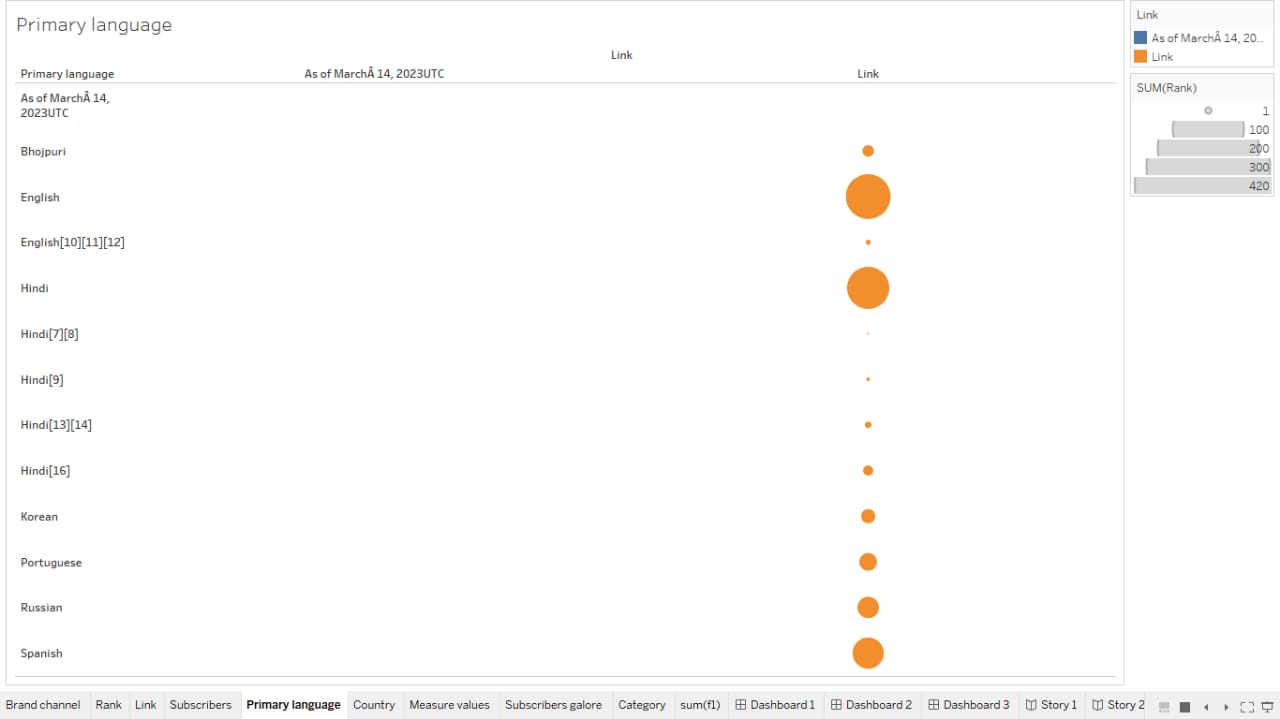 Primary language
Link
Primary language As of MarchÂ 14, 2023UTC Link
As of MarchÂ 14,
2023UTC
Bhojpuri
English
English[10][11][12]
Hindi
Hindi[7][8]
Hindi[9]
Hindi[13][14]
Hindi[16]
Korean
Portuguese
Russian
Spanish
Link
As of MarchÂ 14, 20..
Link
SUM(Rank)
1
100
200
300
420
Brand channel Rank Link Subscribers Primary language Country Measure values Subscribers galore Category sum(f1) Dashboard 1 Dashboard 2 Dashboard 3 Story 1 Story 2